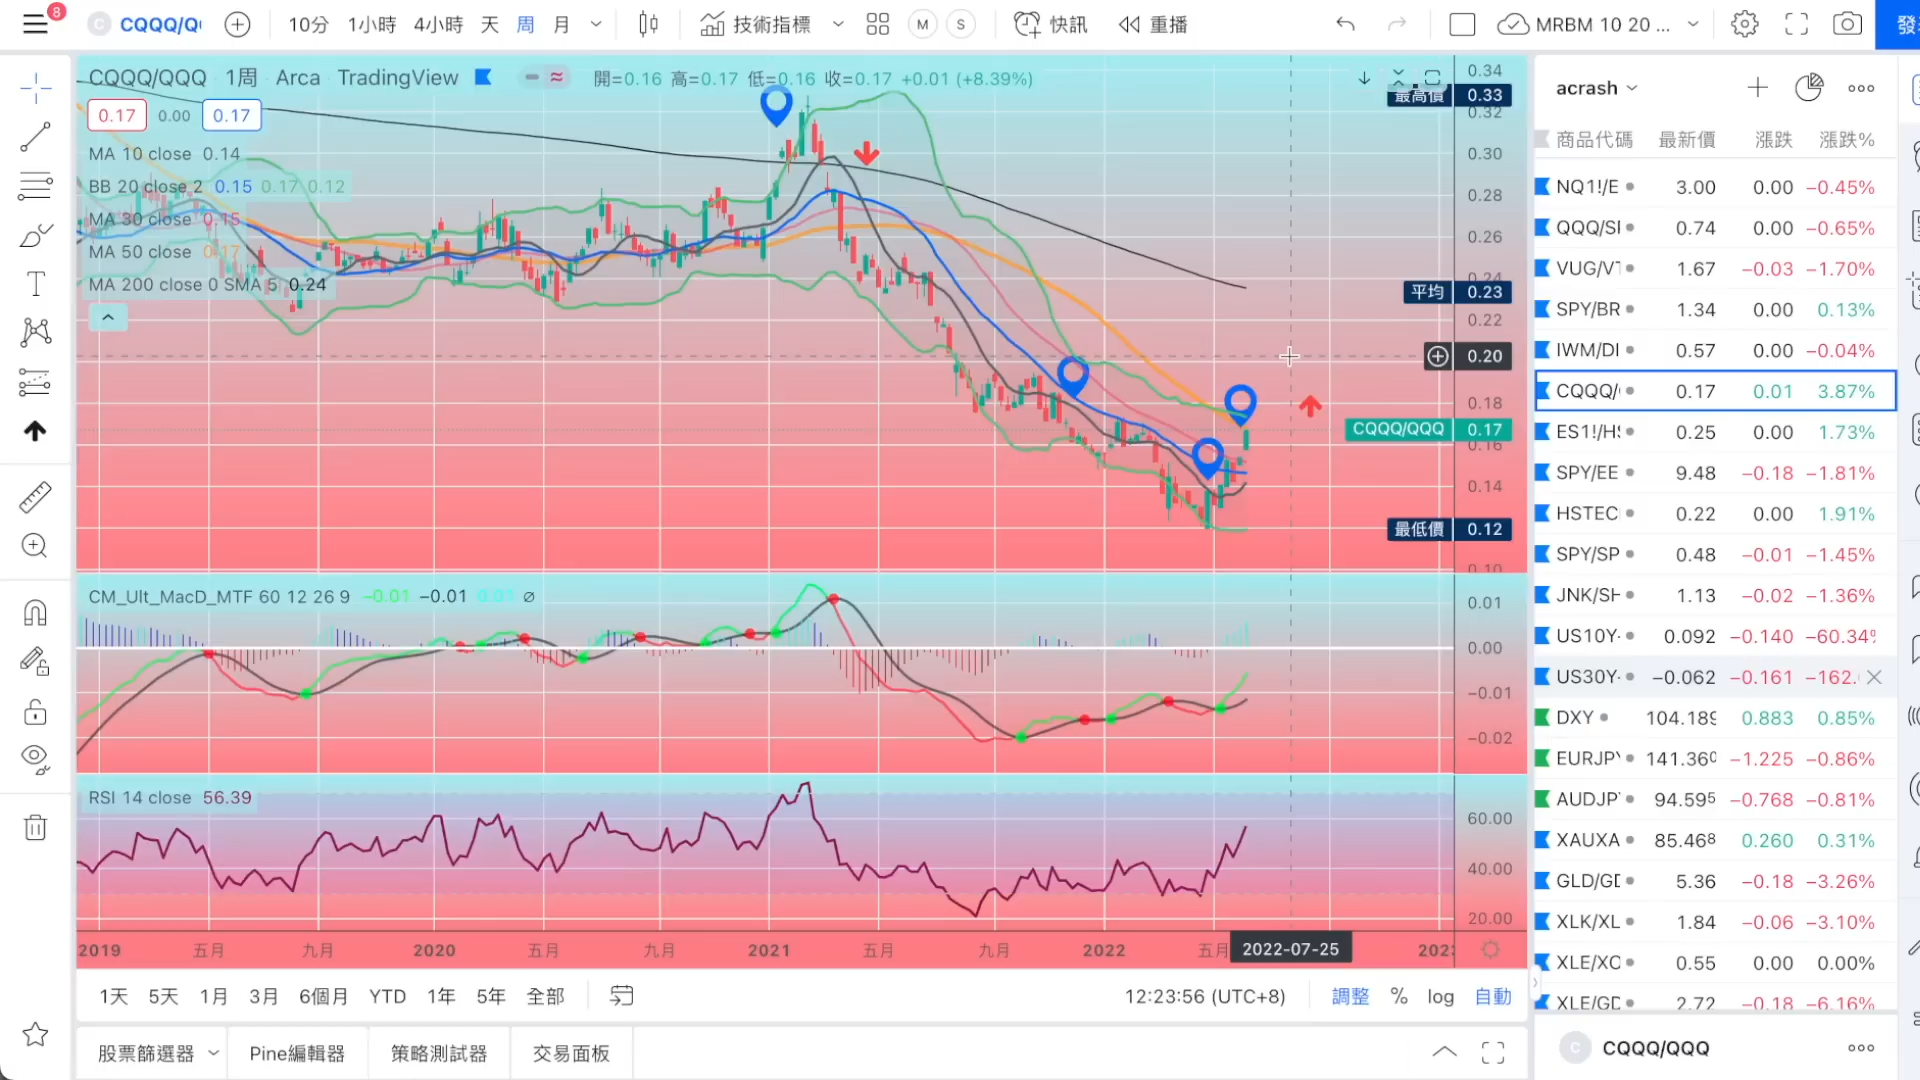 8
C CQQQ/Q
10分 1小時 4小時 天 周 月
技術指標
M S
快訊 重播
MRBM 10 20 ...
CQQQ/QQQ 1周 Arca TradingView
開=0.16 高=0.17 低=0.16 收=0.17 +0.01 (+8.39%)
0.17 0.00 0.17
MA 10 close 0.14
BB 20 close 2 0.15 0.17 0.12
MA 30 close 0.15
MA 50 close 0.17
MA 200 close 0 SMA 5 0.24
0.34
最高價 0.33
0.32
0.30
0.28
0.26
0.24
平均 0.23
0.22
0.20
0.18
CQQQ/QQQ 0.17
0.16
0.14
最低價 0.12
0.10
CM_Ult_MacD_MTF 60 12 26 9 −0.01 −0.01 0.01 ∅
0.01
0.00
−0.01
−0.02
RSI 14 close 56.39
60.00
40.00
20.00
2019 五月 九月 2020 五月 九月 2021 五月 九月 2022 五月 2022-07-25
1天 5天 1月 3月 6個月 YTD 1年 5年 全部
12:23:56 (UTC+8) 調整 % log 自動
股票篩選器 Pine編輯器 策略測試器 交易面板
acrash
商品代碼 最新價 漲跌 漲跌%
NQ1!/E 3.00 0.00 −0.45%
QQQ/SI 0.74 0.00 −0.65%
VUG/VT 1.67 −0.03 −1.70%
SPY/BR 1.34 0.00 0.13%
IWM/DI 0.57 0.00 −0.04%
CQQQ/ 0.17 0.01 3.87%
ES1!/H 0.25 0.00 1.73%
SPY/EE 9.48 −0.18 −1.81%
HSTEC 0.22 0.00 1.91%
SPY/SP 0.48 −0.01 −1.45%
JNK/SH 1.13 −0.02 −1.36%
US10Y- 0.092 −0.140 −60.34%
US30Y- −0.062 −0.161 −162.
DXY 104.189 0.883 0.85%
EURJPY 141.360 −1.225 −0.86%
AUDJP 94.595 −0.768 −0.81%
XAUXA 85.468 0.260 0.31%
GLD/GD 5.36 −0.18 −3.26%
XLK/XL 1.84 −0.06 −3.10%
XLE/XC 0.55 0.00 0.00%
XLE/GD 2.72 −0.18 −6.16%
C CQQQ/QQQ